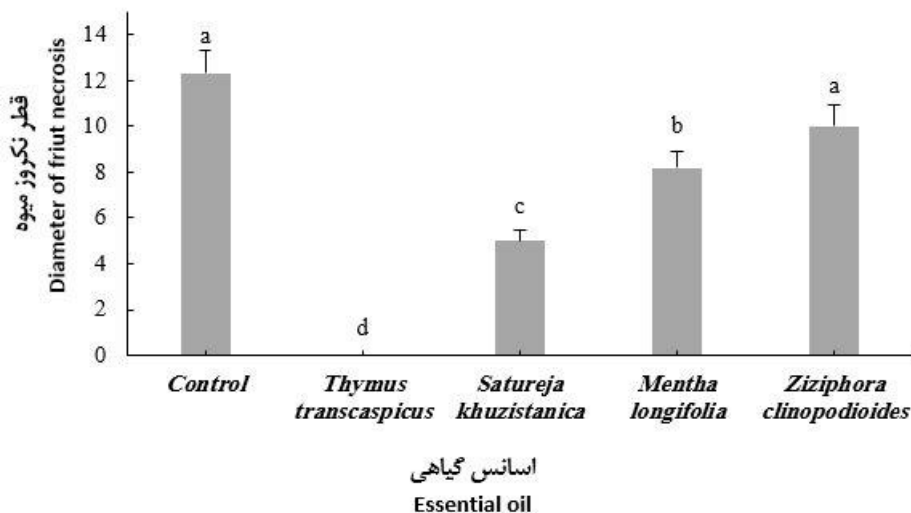 قطر نکروز میوه
Diameter of friut necrosis
14
12
10
8
6
4
2
0
a
d
c
b
a
Control
Thymus transcaspicus
Satureja khuzistanica
Mentha longifolia
Ziziphora clinopodioides
اسانس گیاهی
Essential oil